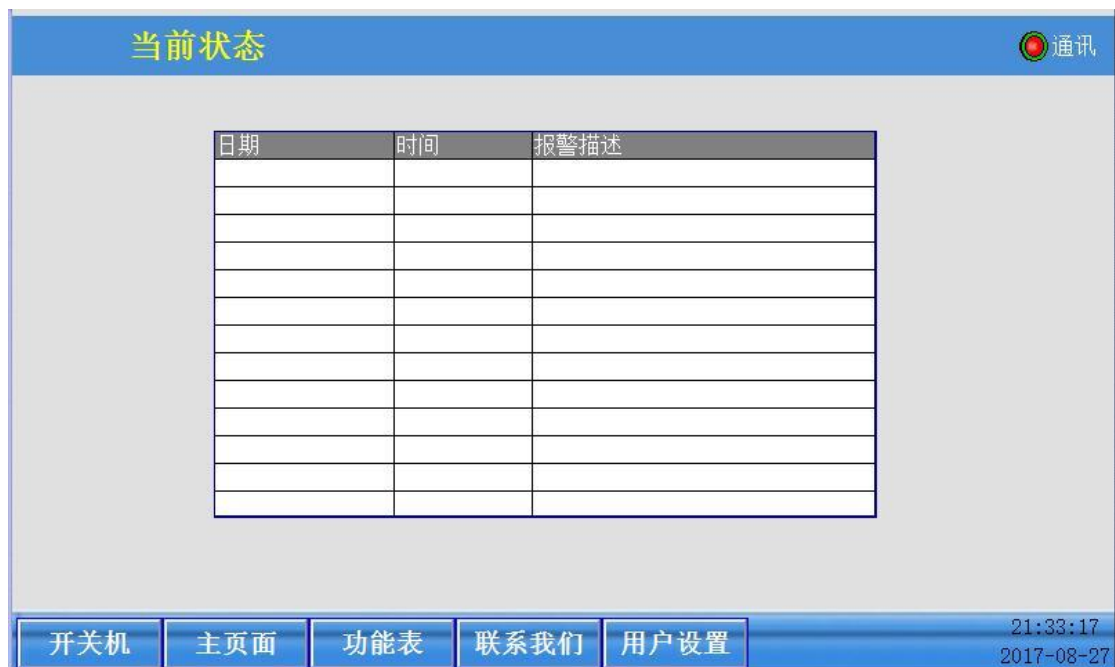 当前状态
通讯
日期 时间 报警描述
开关机 主页面 功能表 联系我们 用户设置
21:33:17
2017-08-27